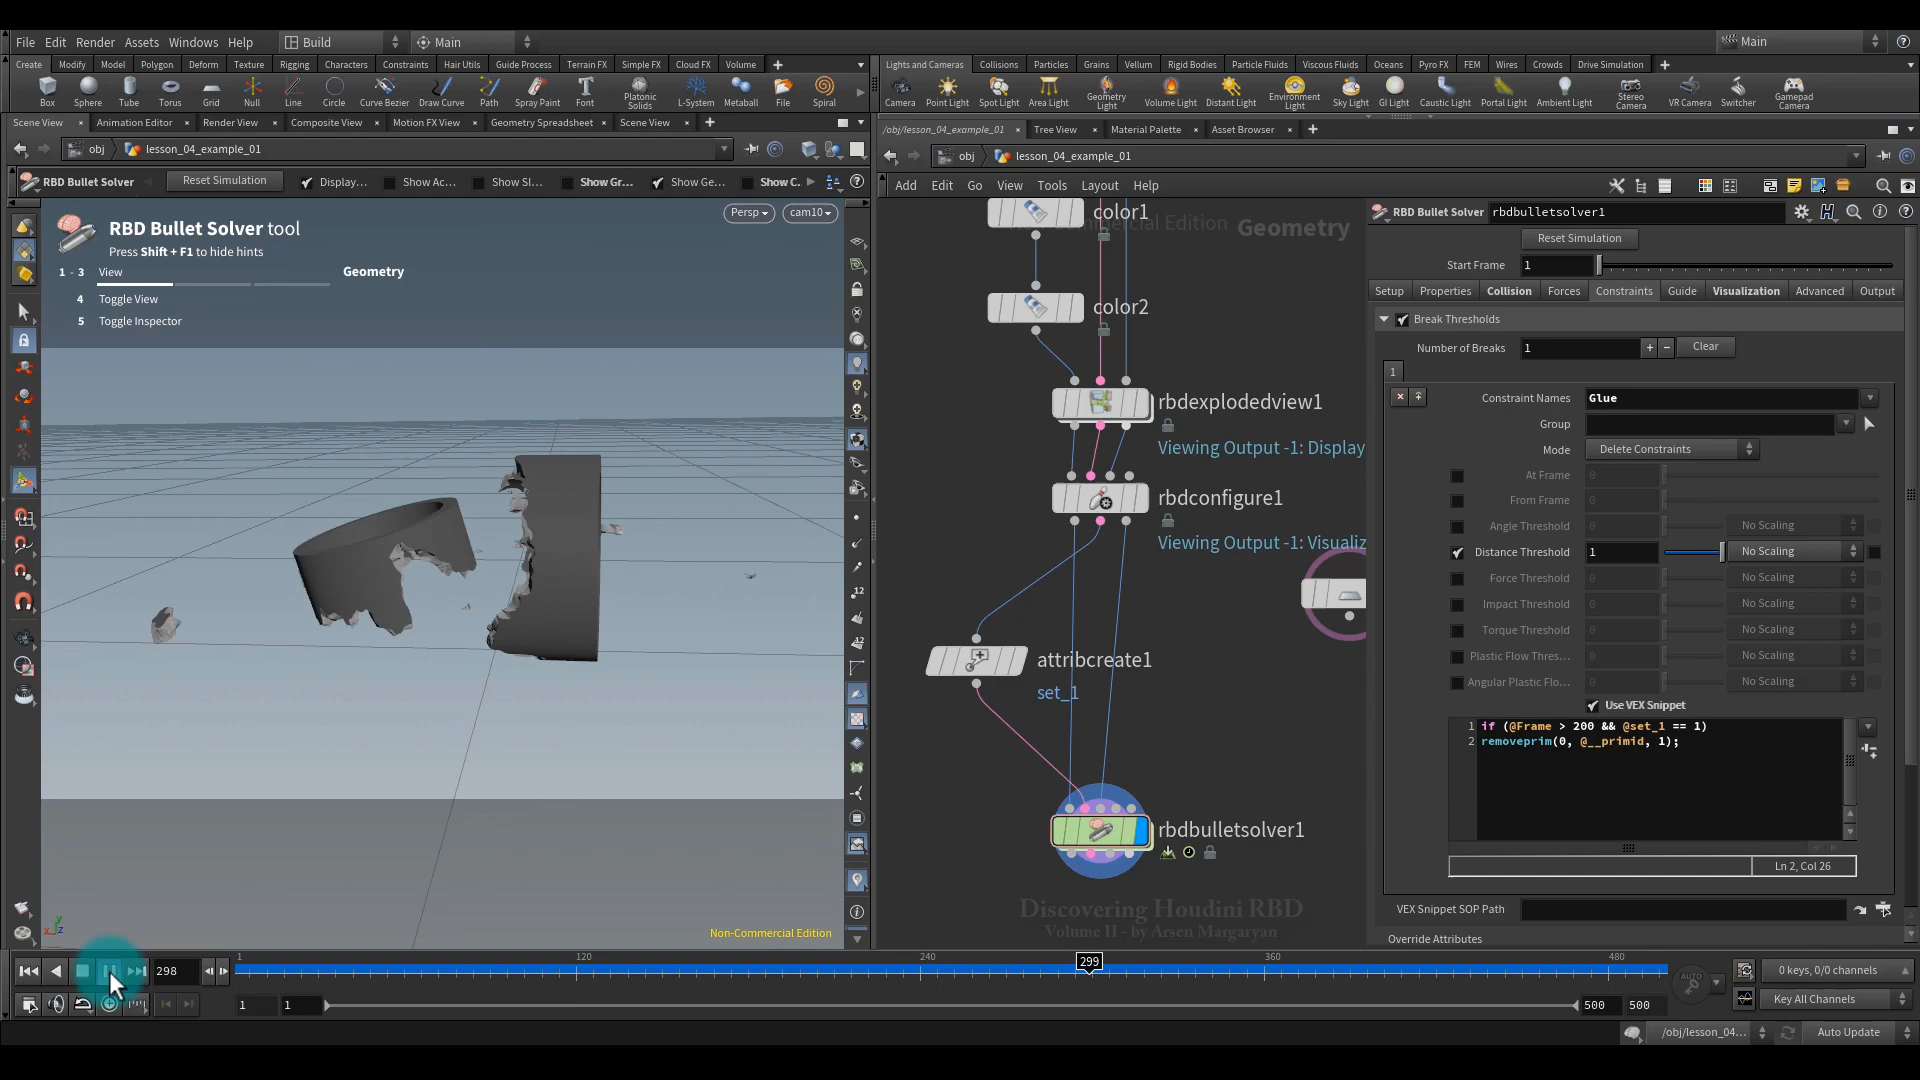 File Edit Render Assets Windows Help Build Main Main
Create Modify Model Polygon Deform Texture Rigging Characters Constraints Hair Utils Guide Process Terrain FX Simple FX Cloud FX Volume
Lights and Cameras Collisions Particles Grains Vellum Rigid Bodies Particle Fluids Viscous Fluids Oceans Pyro FX FEM Wires Crowds Drive Simulation
Box Sphere Tube Torus Grid Null Line Circle Curve Bezier Draw Curve Path Spray Paint Font Platonic Solids L-System Metaball File Spiral
Camera Point Light Spot Light Area Light Geometry Light Volume Light Distant Light Environment Light Sky Light GI Light Caustic Light Portal Light Ambient Light Stereo Camera VR Camera Switcher Gamepad Camera
Scene View Animation Editor Render View Composite View Motion FX View Geometry Spreadsheet Scene View
/obj/lesson_04_example_01 Tree View Material Palette Asset Browser
obj lesson_04_example_01
obj lesson_04_example_01
RBD Bullet Solver Reset Simulation Display... Show Ac... Show Sl... Show Gr... Show Ge... Show C.
Add Edit Go View Tools Layout Help
RBD Bullet Solver tool
Press Shift + F1 to hide hints
1 - 3 View Geometry
4 Toggle View
5 Toggle Inspector
Persp cam10
Non-Commercial Edition
color1
Commercial Edition
Geometry
color2
rbdexplodedview1
Viewing Output -1: Display
rbdconfigure1
Viewing Output -1: Visualiz
attribcreate1
set_1
rbdbulletsolver1
Discovering Houdini RBD
Volume II - by Arsen Margaryan
RBD Bullet Solver rbdbulletsolver1
Reset Simulation
Start Frame 1
Setup Properties Collision Forces Constraints Guide Visualization Advanced Output
Break Thresholds
Number of Breaks 1 + - Clear
1
Constraint Names Glue
Group
Mode Delete Constraints
At Frame 0
From Frame 0
Angle Threshold 0 No Scaling
Distance Threshold 1 No Scaling
Force Threshold 0 No Scaling
Impact Threshold 0 No Scaling
Torque Threshold 0 No Scaling
Plastic Flow Thres... 0 No Scaling
Angular Plastic Flo... 0 No Scaling
Use VEX Snippet
1 if (@Frame > 200 && @set_1 == 1)
2 removeprim(0, @__primid, 1);
Ln 2, Col 26
VEX Snippet SOP Path
Override Attributes
298 1 120 240 299 360 480
1 1 500 500
AUTO
0 keys, 0/0 channels
Key All Channels
/obj/lesson_04... Auto Update